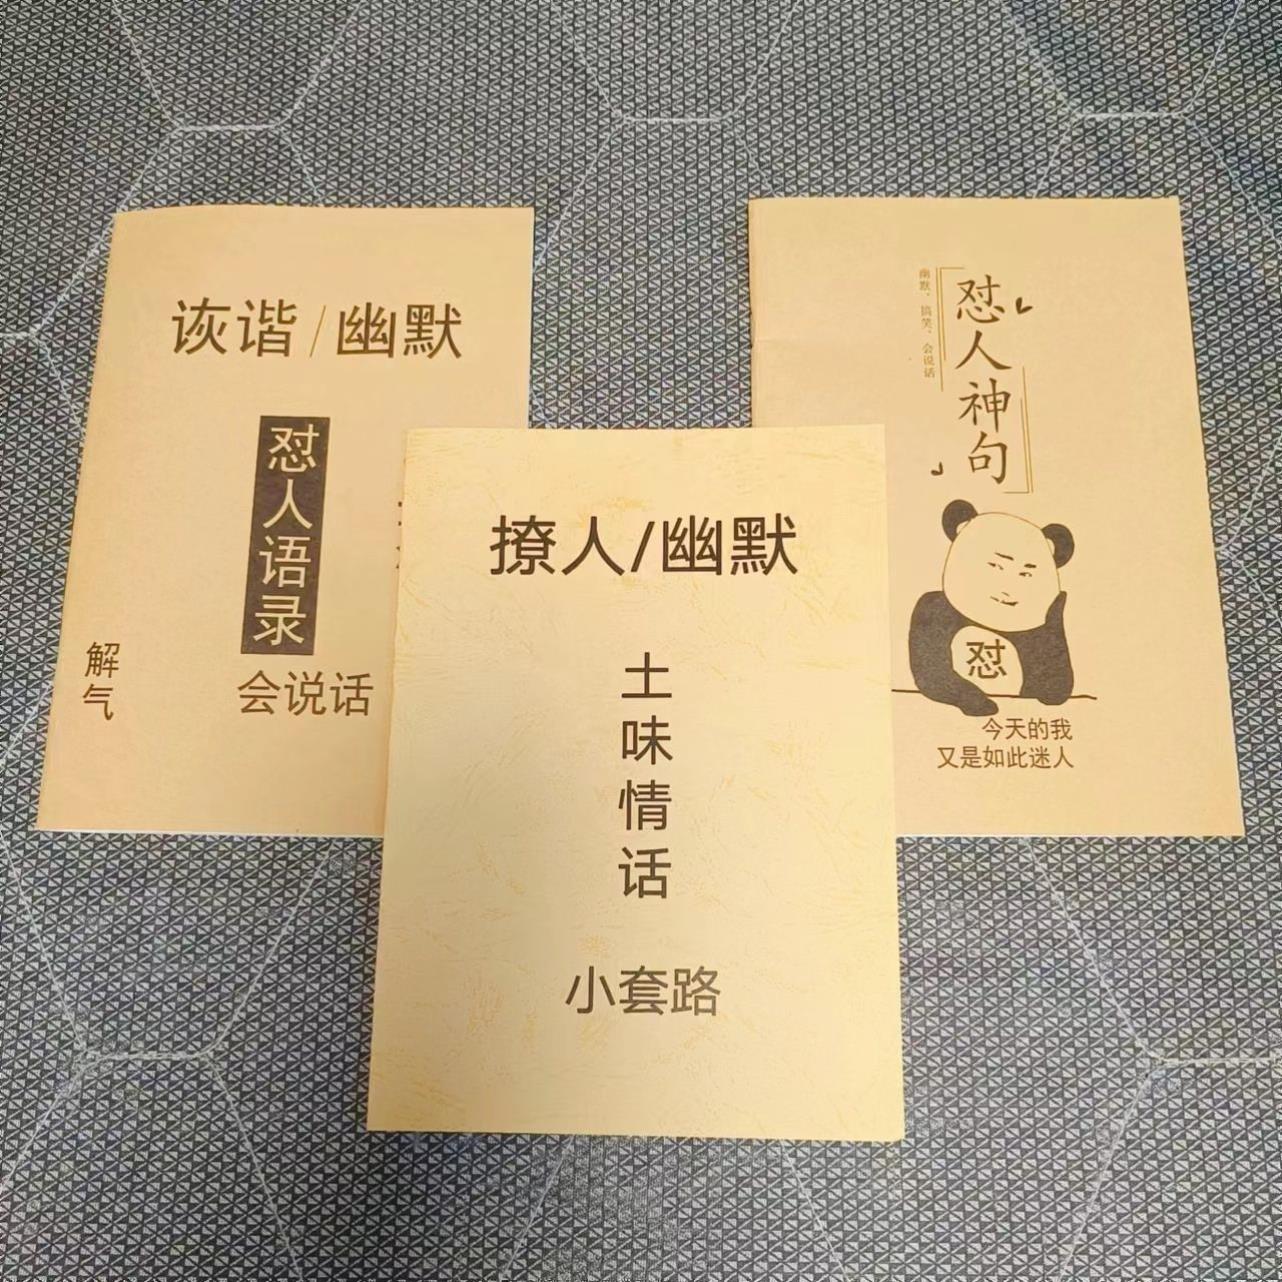 诙谐/幽默
怼人语录
会说话
解气
幽默、搞笑、会说话
怼人神句
怼
今天的我
又是如此迷人
撩人/幽默
土味情话
小套路